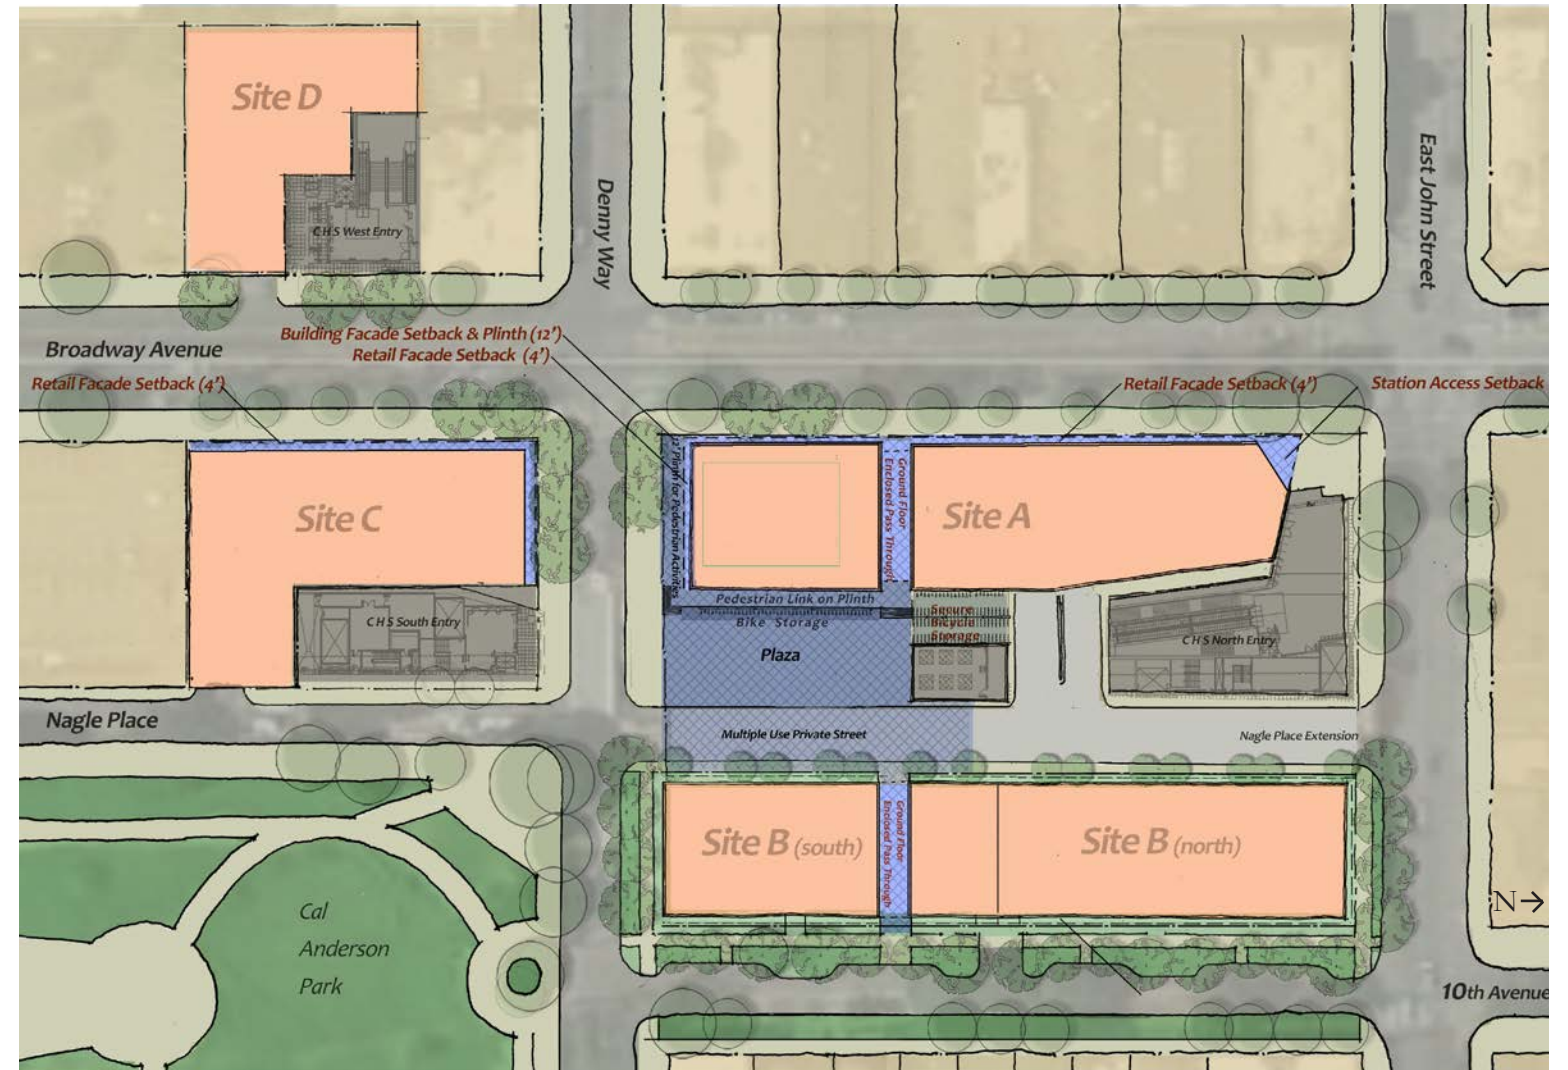 Site D
C H S West Entry
Denny Way
East John Street
Broadway Avenue
Building Facade Setback & Plinth (12')
Retail Facade Setback (4')
Retail Facade Setback (4')
Retail Facade Setback (4')
Station Access Setback
Site C
C H S South Entry
12' Plinth for Pedestrian Activities
Ground Floor
Enclosed Pass Through
Site A
Pedestrian Link on Plinth
Bike Storage
Secure
Bicycle
Storage
Plaza
C H S North Entry
Nagle Place
Multiple Use Private Street
Nagle Place Extension
Site B (south)
Ground Floor
Enclosed Pass Through
Site B (north)
Cal
Anderson
Park
N→
10th Avenue